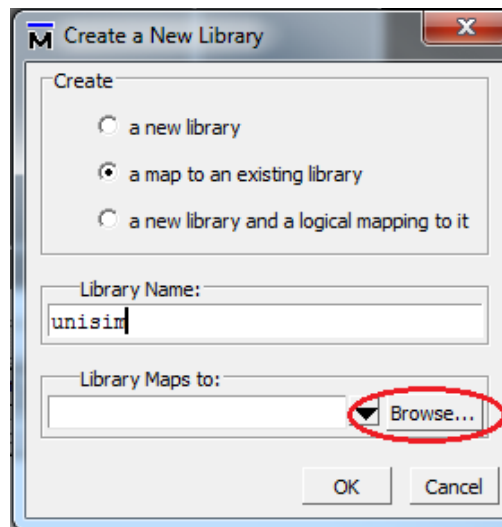 Create a New Library
Create
a new library
a map to an existing library
a new library and a logical mapping to it
Library Name:
unisim
Library Maps to:
Browse...
OK
Cancel